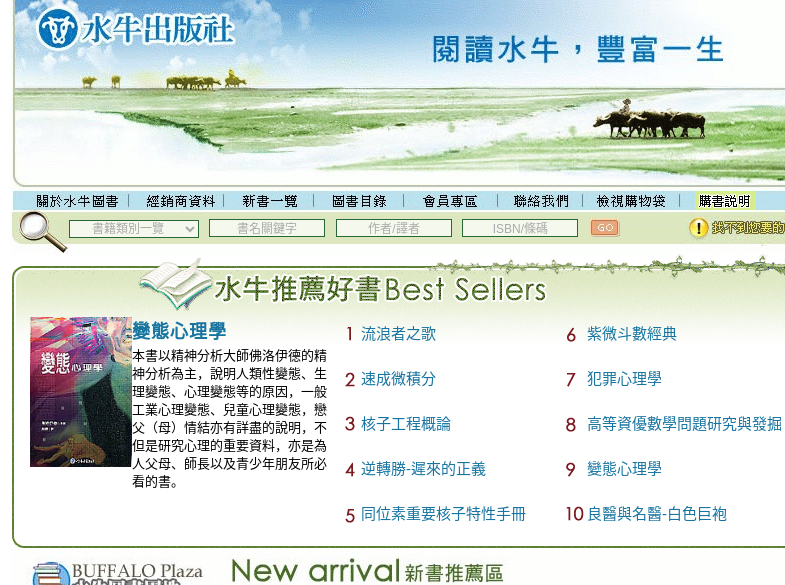 水牛出版社
閱讀水牛，豐富一生
關於水牛圖書 | 經銷商資料 | 新書一覽 | 圖書目錄 | 會員專區 | 聯絡我們 | 檢視購物袋 | 購書說明
書籍類別一覽 書名關鍵字 作者/譯者 ISBN/條碼 GO 找不到您要的
水牛推薦好書Best Sellers
變態心理學
變態心理學
本書以精神分析大師佛洛伊德的精
神分析為主，說明人類性變態、生
理變態、心理變態等的原因，一般
工業心理變態、兒童心理變態，戀
父（母）情結亦有詳盡的說明，不
但是研究心理的重要資料，亦是為
人父母、師長以及青少年朋友所必
看的書。
1 流浪者之歌
2 速成微積分
3 核子工程概論
4 逆轉勝-遲來的正義
5 同位素重要核子特性手冊
6 紫微斗數經典
7 犯罪心理學
8 高等資優數學問題研究與發掘
9 變態心理學
10 良醫與名醫-白色巨袍
BUFFALO Plaza
New arrival 新書推薦區